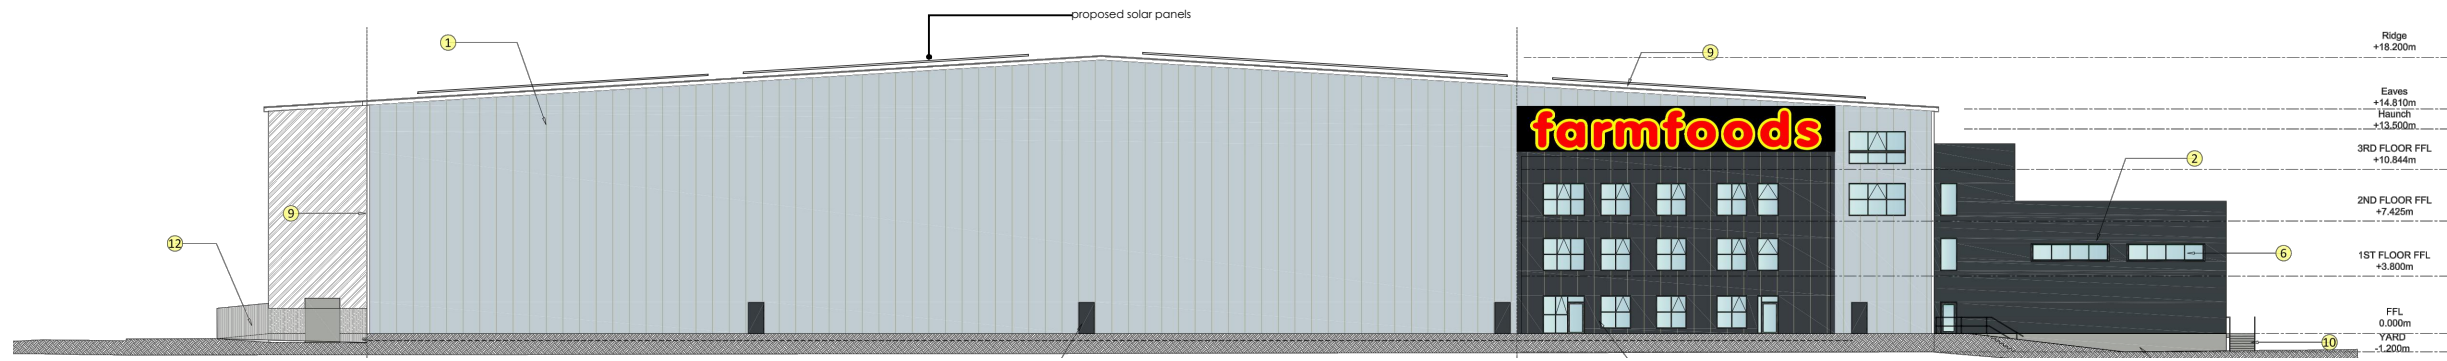 proposed solar panels
1
9
Ridge
+18.200m
Eaves
+14.810m
Haunch
+13.500m
farmfoods
2
3RD FLOOR FFL
+10.844m
9
2ND FLOOR FFL
+7.425m
12
6
1ST FLOOR FFL
+3.800m
FFL
0.000m
YARD
-1.200m
10